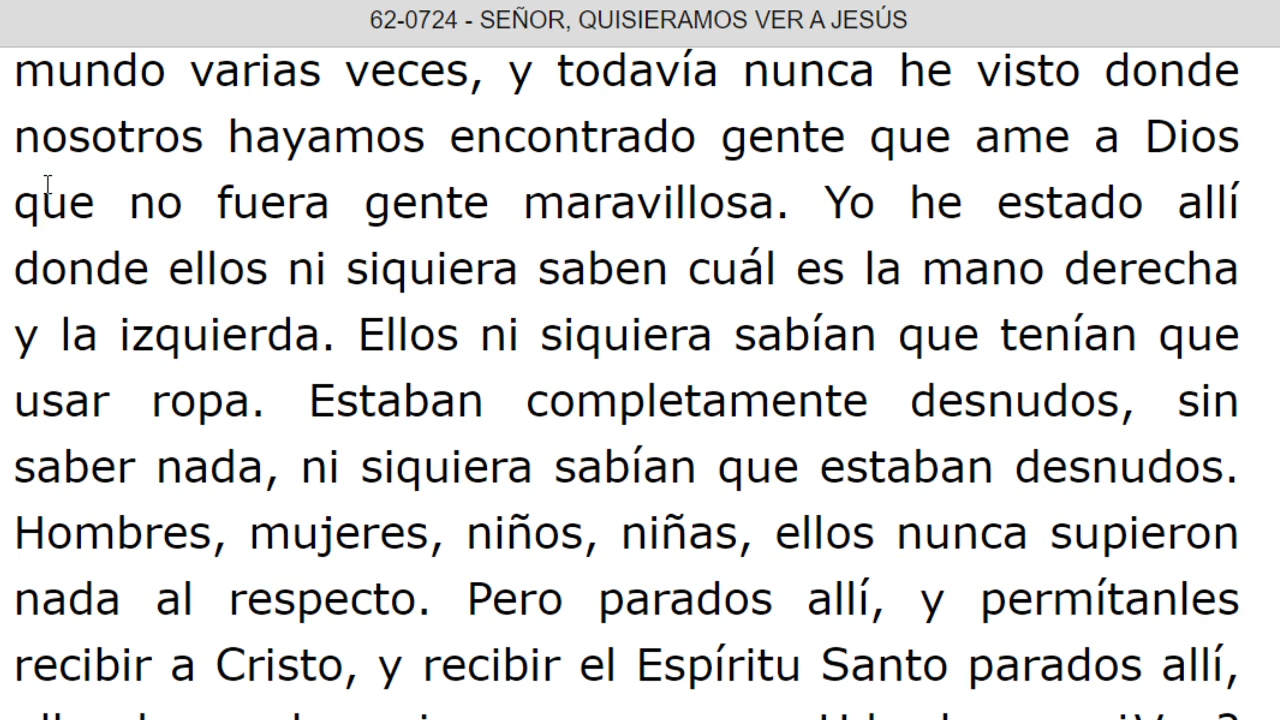 62-0724 - SEÑOR, QUISIERAMOS VER A JESÚS
mundo varias veces, y todavía nunca he visto donde
nosotros hayamos encontrado gente que ame a Dios
que no fuera gente maravillosa. Yo he estado allí
donde ellos ni siquiera saben cuál es la mano derecha
y la izquierda. Ellos ni siquiera sabían que tenían que
usar ropa. Estaban completamente desnudos, sin
saber nada, ni siquiera sabían que estaban desnudos.
Hombres, mujeres, niños, niñas, ellos nunca supieron
nada al respecto. Pero parados allí, y permítanles
recibir a Cristo, y recibir el Espíritu Santo parados allí,